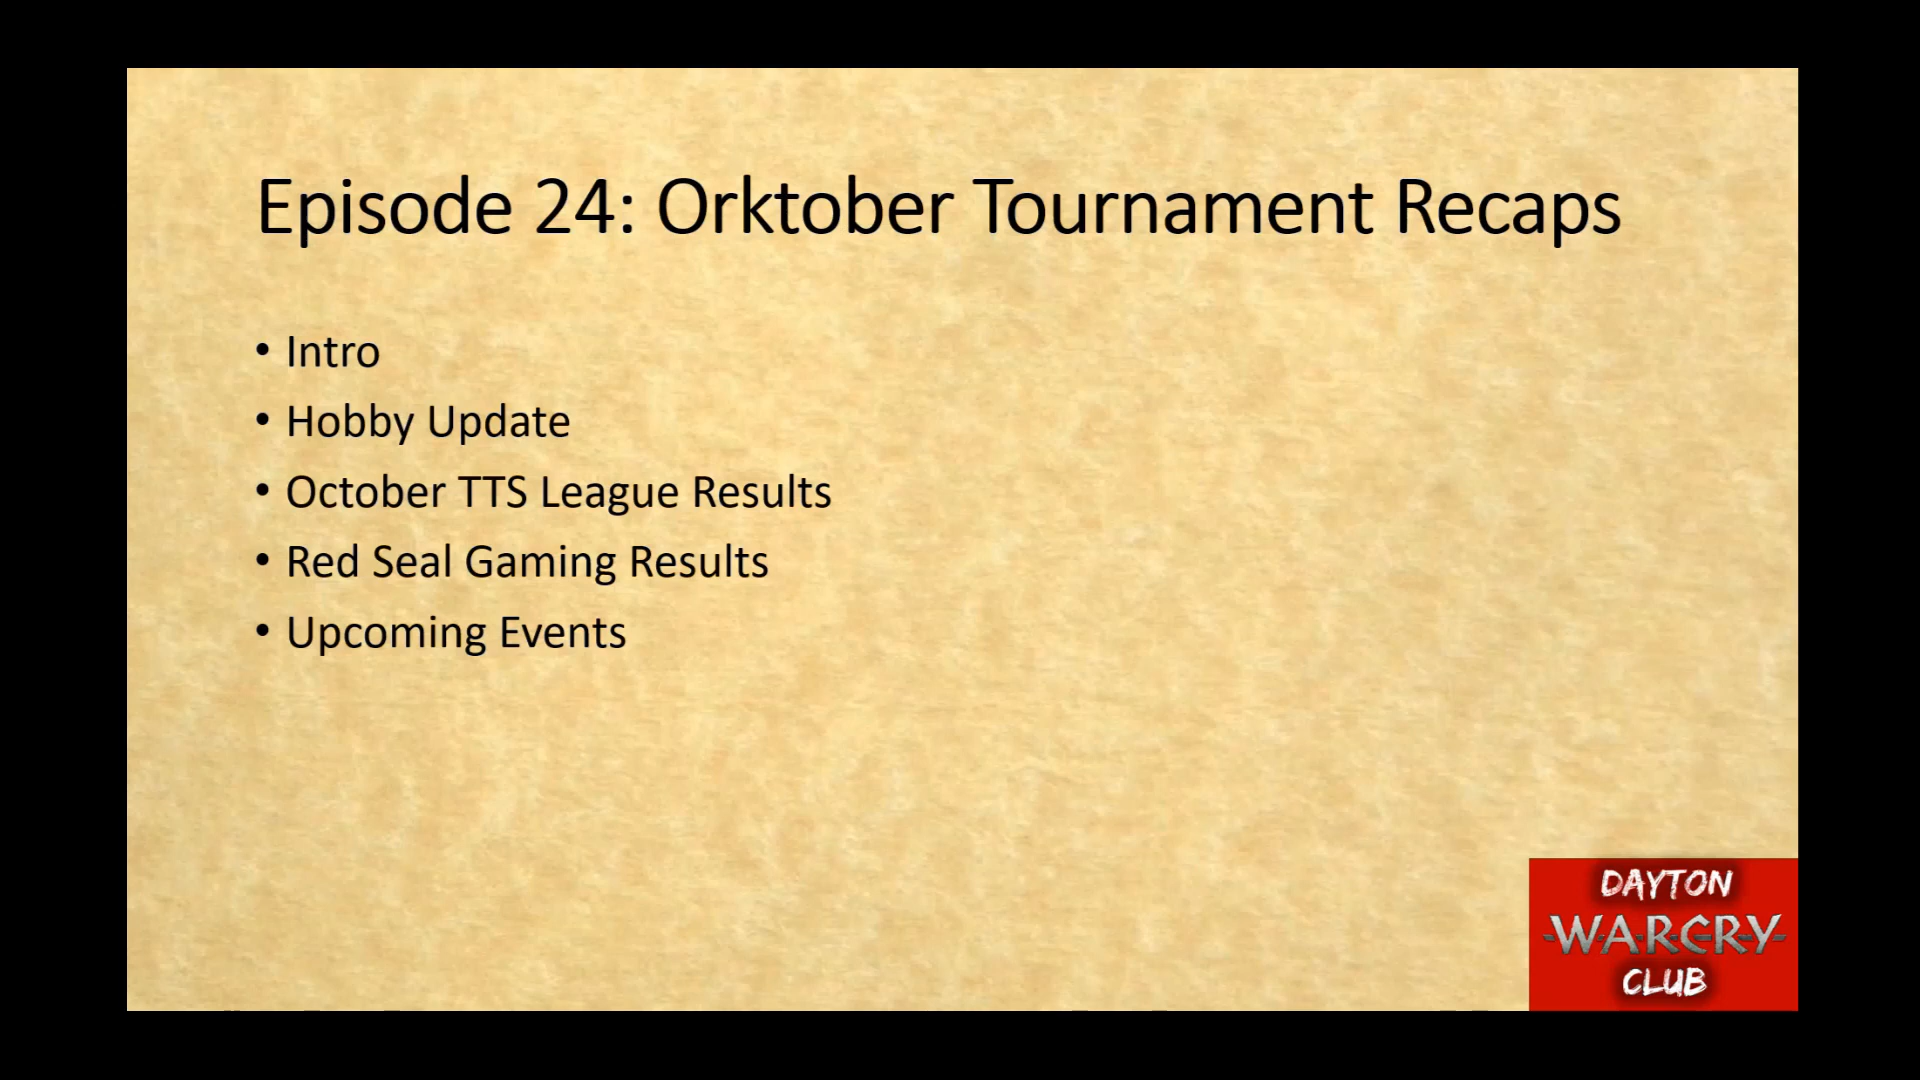 Episode 24: Orktober Tournament Recaps
• Intro
• Hobby Update
• October TTS League Results
• Red Seal Gaming Results
• Upcoming Events
DAYTON
WARCRY
CLUB